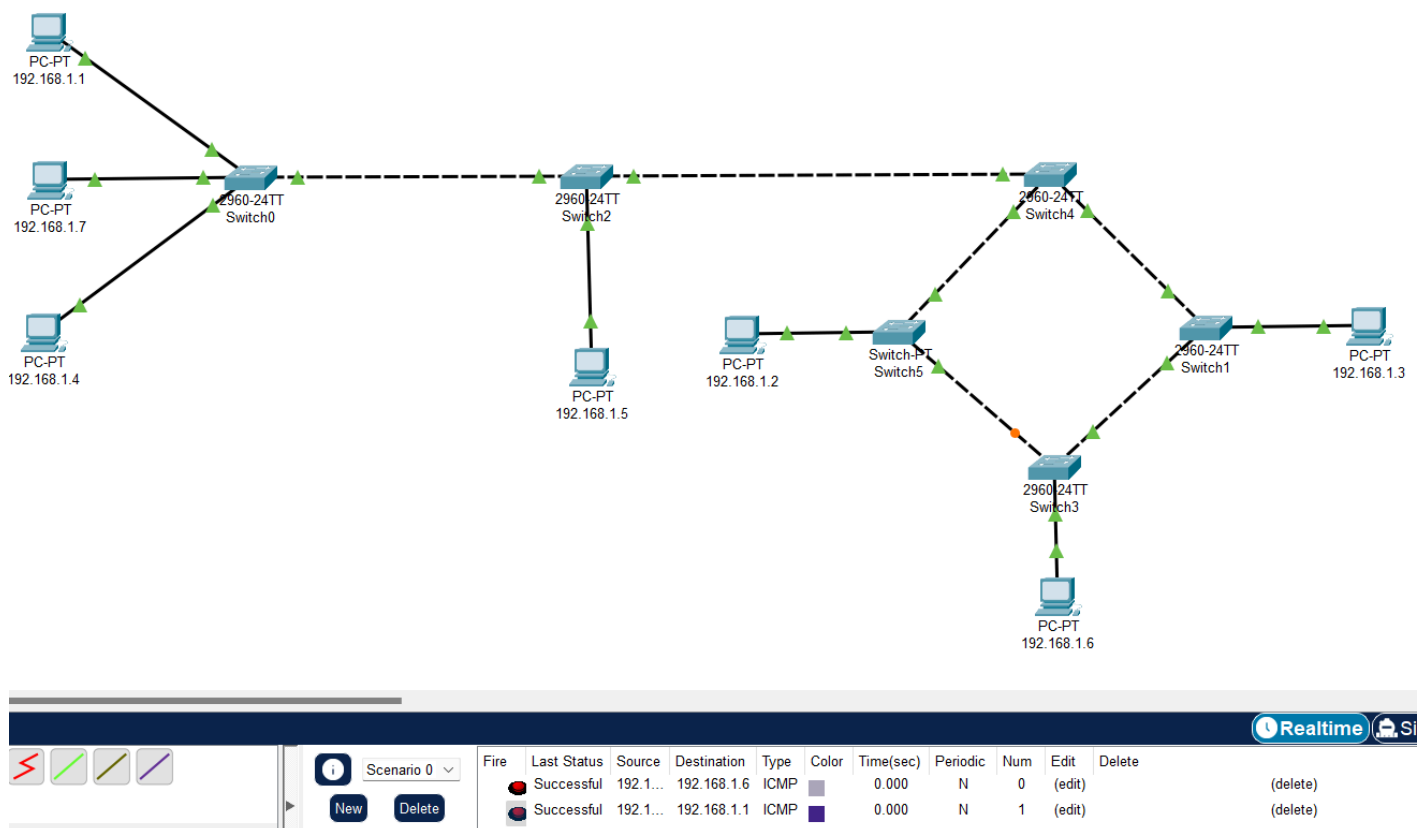 PC-PT
192.168.1.1
PC-PT
192.168.1.7
PC-PT
192.168.1.4
2960-24TT
Switch0
2960-24TT
Switch2
PC-PT
192.168.1.5
2960-24TT
Switch4
PC-PT
192.168.1.2
Switch-PT
Switch5
2960-24TT
Switch1
PC-PT
192.168.1.3
2960-24TT
Switch3
PC-PT
192.168.1.6
Realtime Si
Scenario 0
New Delete
Fire Last Status Source Destination Type Color Time(sec) Periodic Num Edit Delete
Successful 192.1... 192.168.1.6 ICMP 0.000 N 0 (edit) (delete)
Successful 192.1... 192.168.1.1 ICMP 0.000 N 1 (edit) (delete)